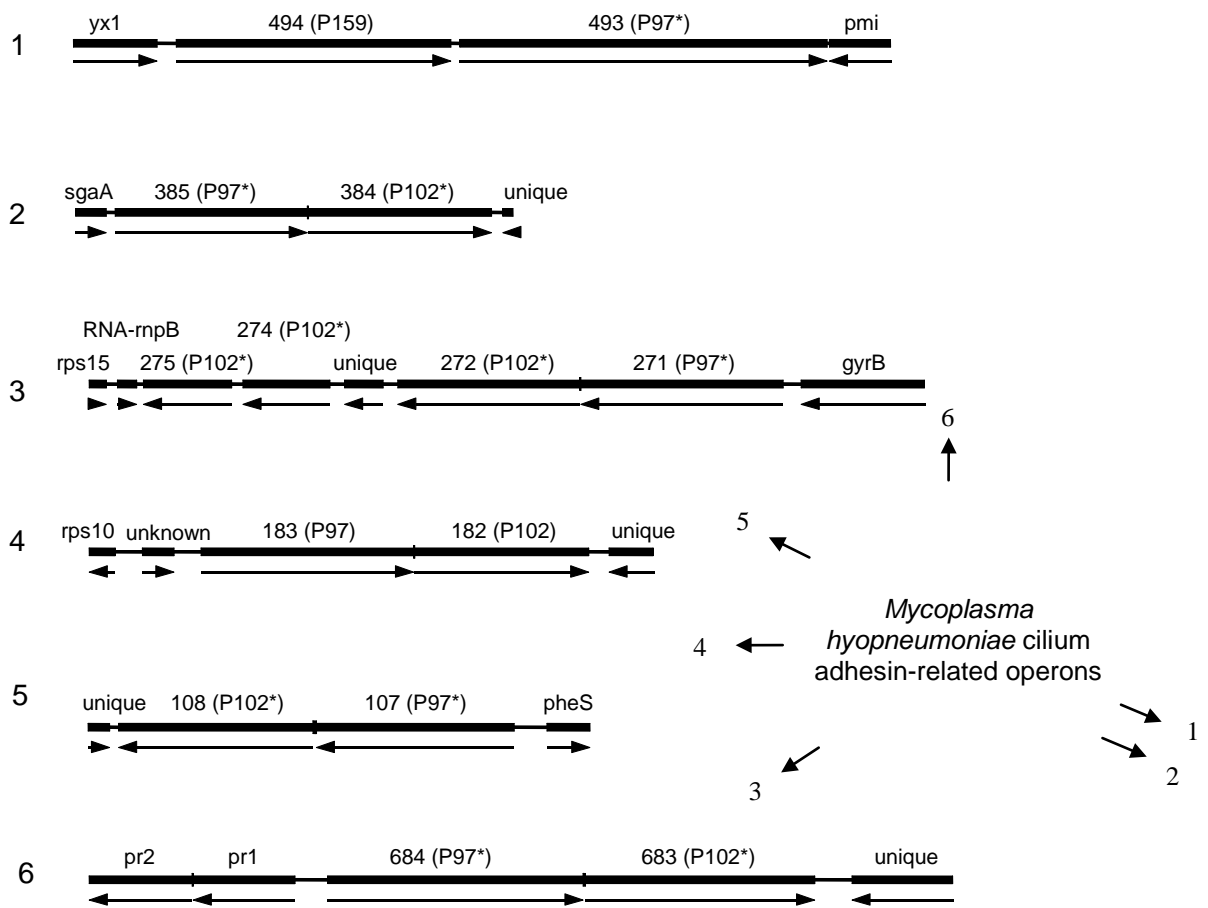 yx1 494 (P159) 493 (P97*) pmi
1
sgaA 385 (P97*) 384 (P102*) unique
2
RNA-rnpB 274 (P102*)
rps15 275 (P102*) unique 272 (P102*) 271 (P97*) gyrB
3
6
rps10 unknown 183 (P97) 182 (P102) unique
4
5
Mycoplasma
hyopneumoniae cilium
adhesin-related operons
4
unique 108 (P102*) 107 (P97*) pheS
5
1
2
3
pr2 pr1 684 (P97*) 683 (P102*) unique
6